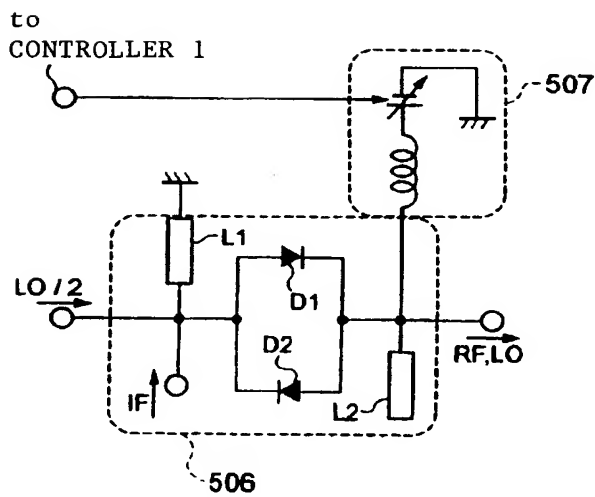 to
CONTROLLER 1
507
L1
LO/2
D1
D2
IF
L2
RF,LO
506